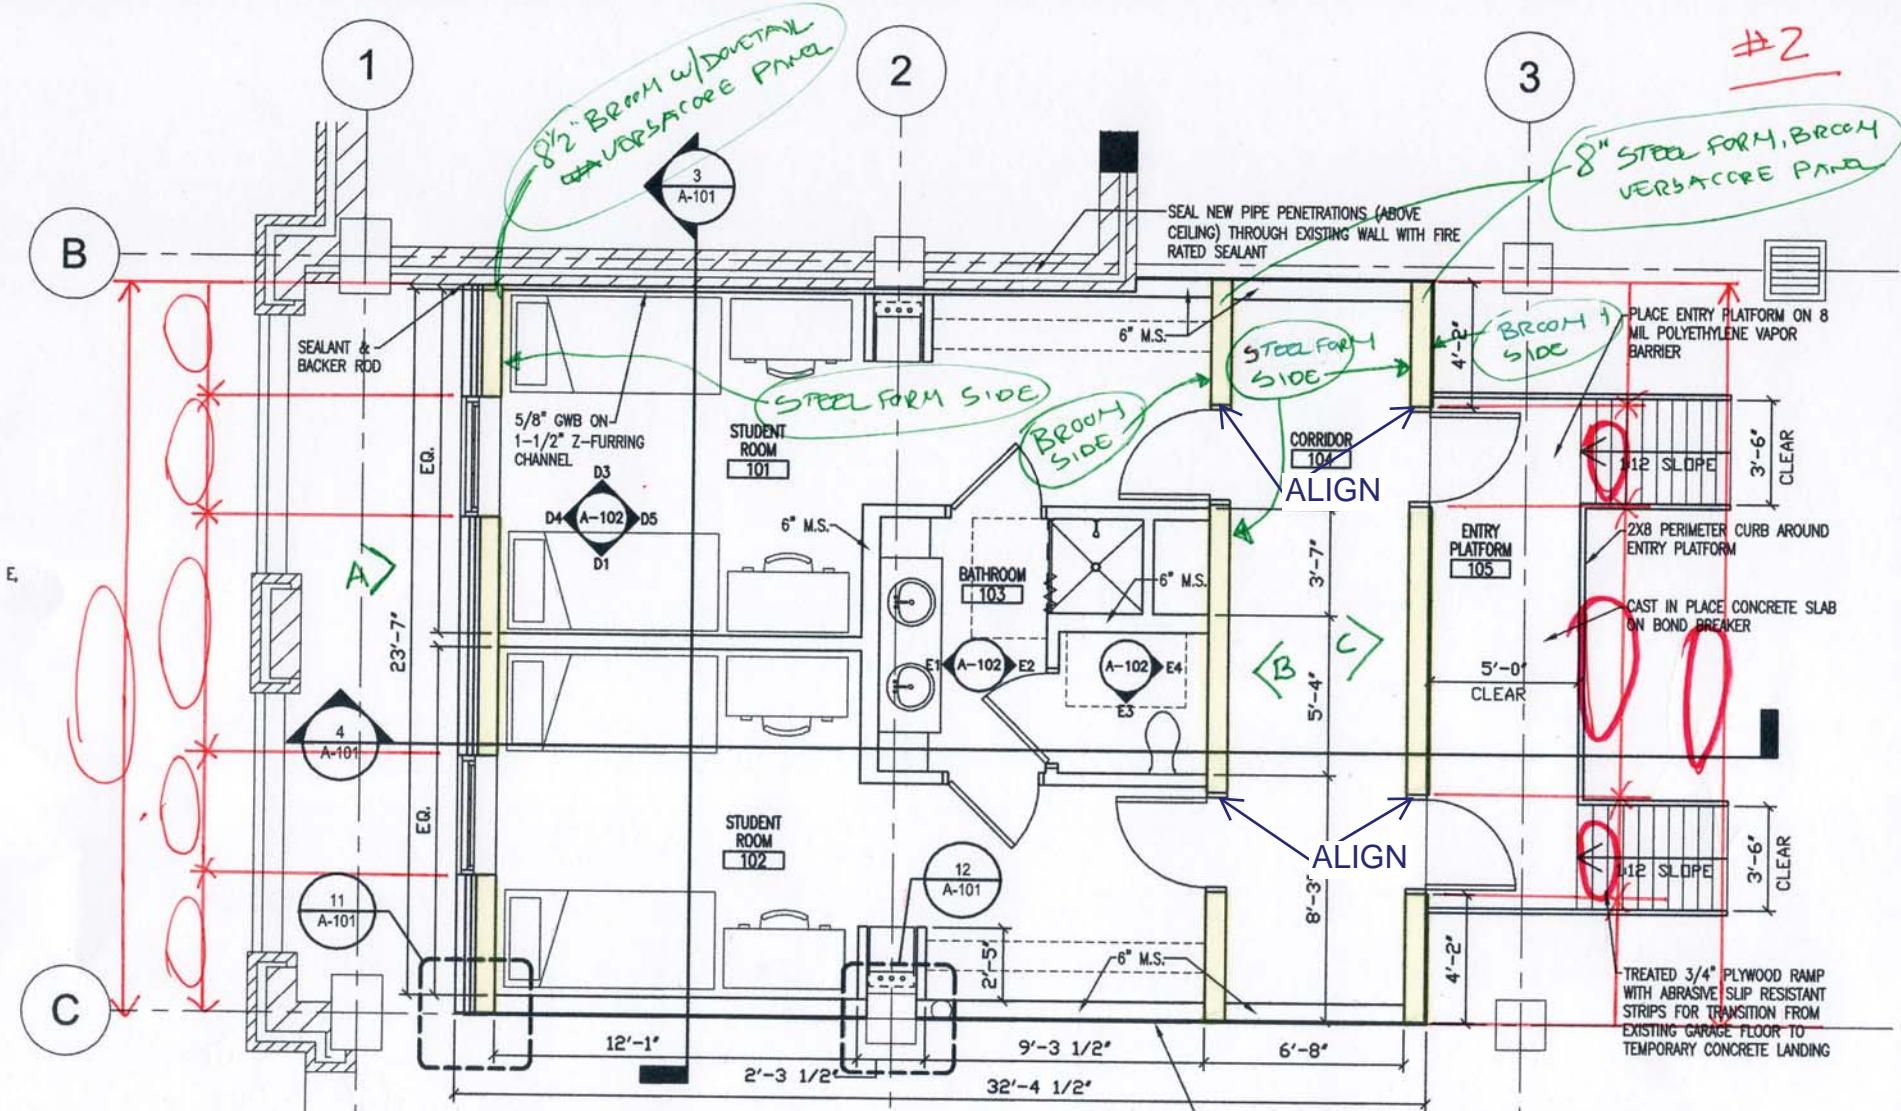 #2
1
2
3
8½" BROOM W/DOVETAIL
VERSACORE PANEL
8" STEEL FORM, BROOM
VERSACORE PANEL
3
A-101
SEAL NEW PIPE PENETRATIONS (ABOVE
CEILING) THROUGH EXISTING WALL WITH FIRE
RATED SEALANT
B
SEALANT &
BACKER ROD
6" M.S.
STEEL FORM
SIDE
4'-2"
BROOM
SIDE
PLACE ENTRY PLATFORM ON 8
MIL POLYETHYLENE VAPOR
BARRIER
STEEL FORM SIDE
5/8" GWB ON
1-1/2" Z-FURRING
CHANNEL
STUDENT
ROOM
101
BROOM
SIDE
CORRIDOR
104
ALIGN
1:12 SLOPE
3'-6"
CLEAR
EQ.
D3
D4
A-102
D5
D1
6" M.S.
ENTRY
PLATFORM
105
2X8 PERIMETER CURB AROUND
ENTRY PLATFORM
E,
A
BATHROOM
103
6" M.S.
3'-7"
CAST IN PLACE CONCRETE SLAB
ON BOND BREAKER
23'-7"
E1
A-102
E2
A-102
E4
E3
B
C
5'-4"
5'-0"
CLEAR
4
A-101
EQ.
STUDENT
ROOM
102
ALIGN
1:12 SLOPE
3'-6"
CLEAR
11
A-101
12
A-101
8'-3"
2'-5"
6" M.S.
4'-2"
TREATED 3/4" PLYWOOD RAMP
WITH ABRASIVE SLIP RESISTANT
STRIPS FOR TRANSITION FROM
EXISTING GARAGE FLOOR TO
TEMPORARY CONCRETE LANDING
C
12'-1"
2'-3 1/2"
9'-3 1/2"
6'-8"
32'-4 1/2"